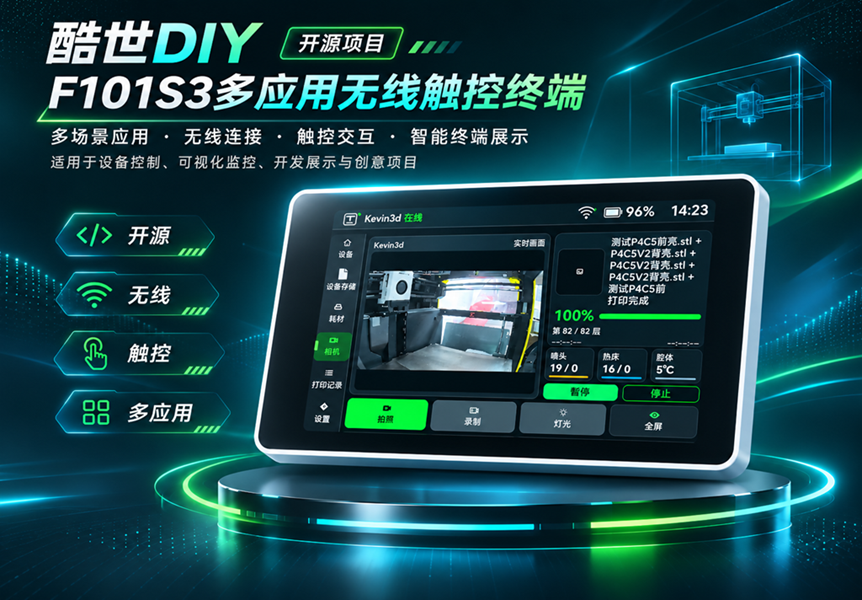 酷世DIY
开源项目
F101S3多应用无线触控终端
多场景应用 · 无线连接 · 触控交互 · 智能终端展示
适用于设备控制、可视化监控、开发展示与创意项目
</> 开源
无线
触控
多应用
Kevin3d 在线
96% 14:23
设备
设备存储
耗材
相机
打印记录
设置
Kevin3d 实时画面
测试P4C5前亮.stl +
P4C5V2背亮.stl +
P4C5V2背亮.stl +
P4C5V2背亮.stl +
测试P4C5前
打印完成
100%
第 82 / 82 层
--:--:-- --:--:--
喷头 热床 腔体
19 / 0 16 / 0 5°C
暂停 停止
拍照 录制 灯光 全屏